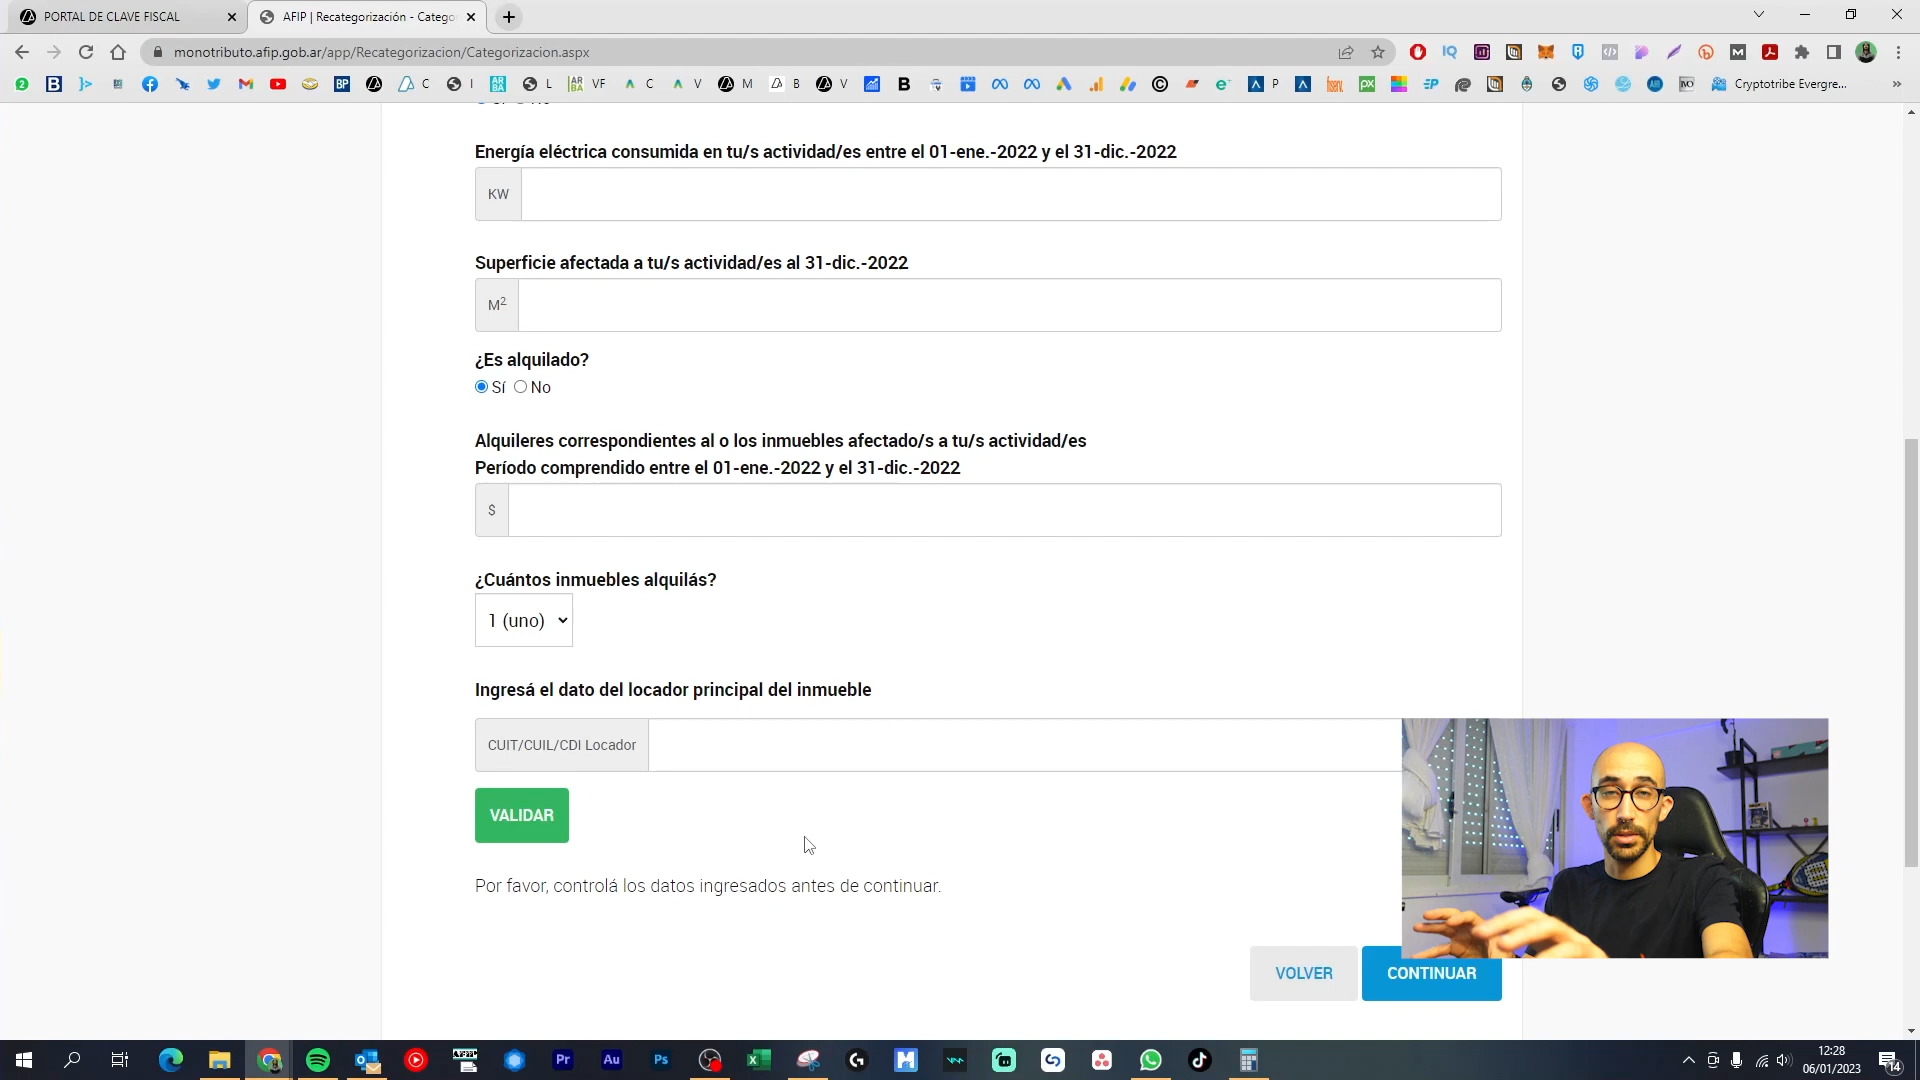 PORTAL DE CLAVE FISCAL
AFIP | Recategorización - Catego
monotributo.afip.gob.ar/app/Recategorizacion/Categorizacion.aspx
C
I
L
VF
C
V
M
B
V
P
Cryptotribe Evergre...
Energía eléctrica consumida en tu/s actividad/es entre el 01-ene.-2022 y el 31-dic.-2022
KW
Superficie afectada a tu/s actividad/es al 31-dic.-2022
M²
¿Es alquilado?
Sí No
Alquileres correspondientes al o los inmuebles afectado/s a tu/s actividad/es
Período comprendido entre el 01-ene.-2022 y el 31-dic.-2022
$
¿Cuántos inmuebles alquilás?
1 (uno)
Ingresá el dato del locador principal del inmueble
CUIT/CUIL/CDI Locador
VALIDAR
Por favor, controlá los datos ingresados antes de continuar.
VOLVER
CONTINUAR
Pr
Au
Ps
12:28
06/01/2023
14